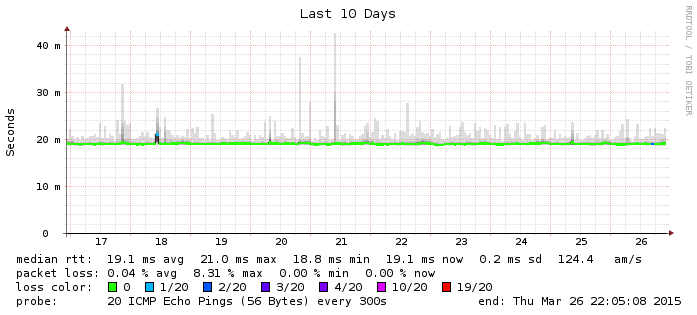 Last 10 Days
RRDTOOL / TOBI OETIKER
Seconds
40 m
30 m
20 m
10 m
0
17 18 19 20 21 22 23 24 25 26
median rtt: 19.1 ms avg 21.0 ms max 18.8 ms min 19.1 ms now 0.2 ms sd 124.4 am/s
packet loss: 0.04 % avg 8.31 % max 0.00 % min 0.00 % now
loss color: 0 1/20 2/20 3/20 4/20 10/20 19/20
probe: 20 ICMP Echo Pings (56 Bytes) every 300s end: Thu Mar 26 22:05:08 2015